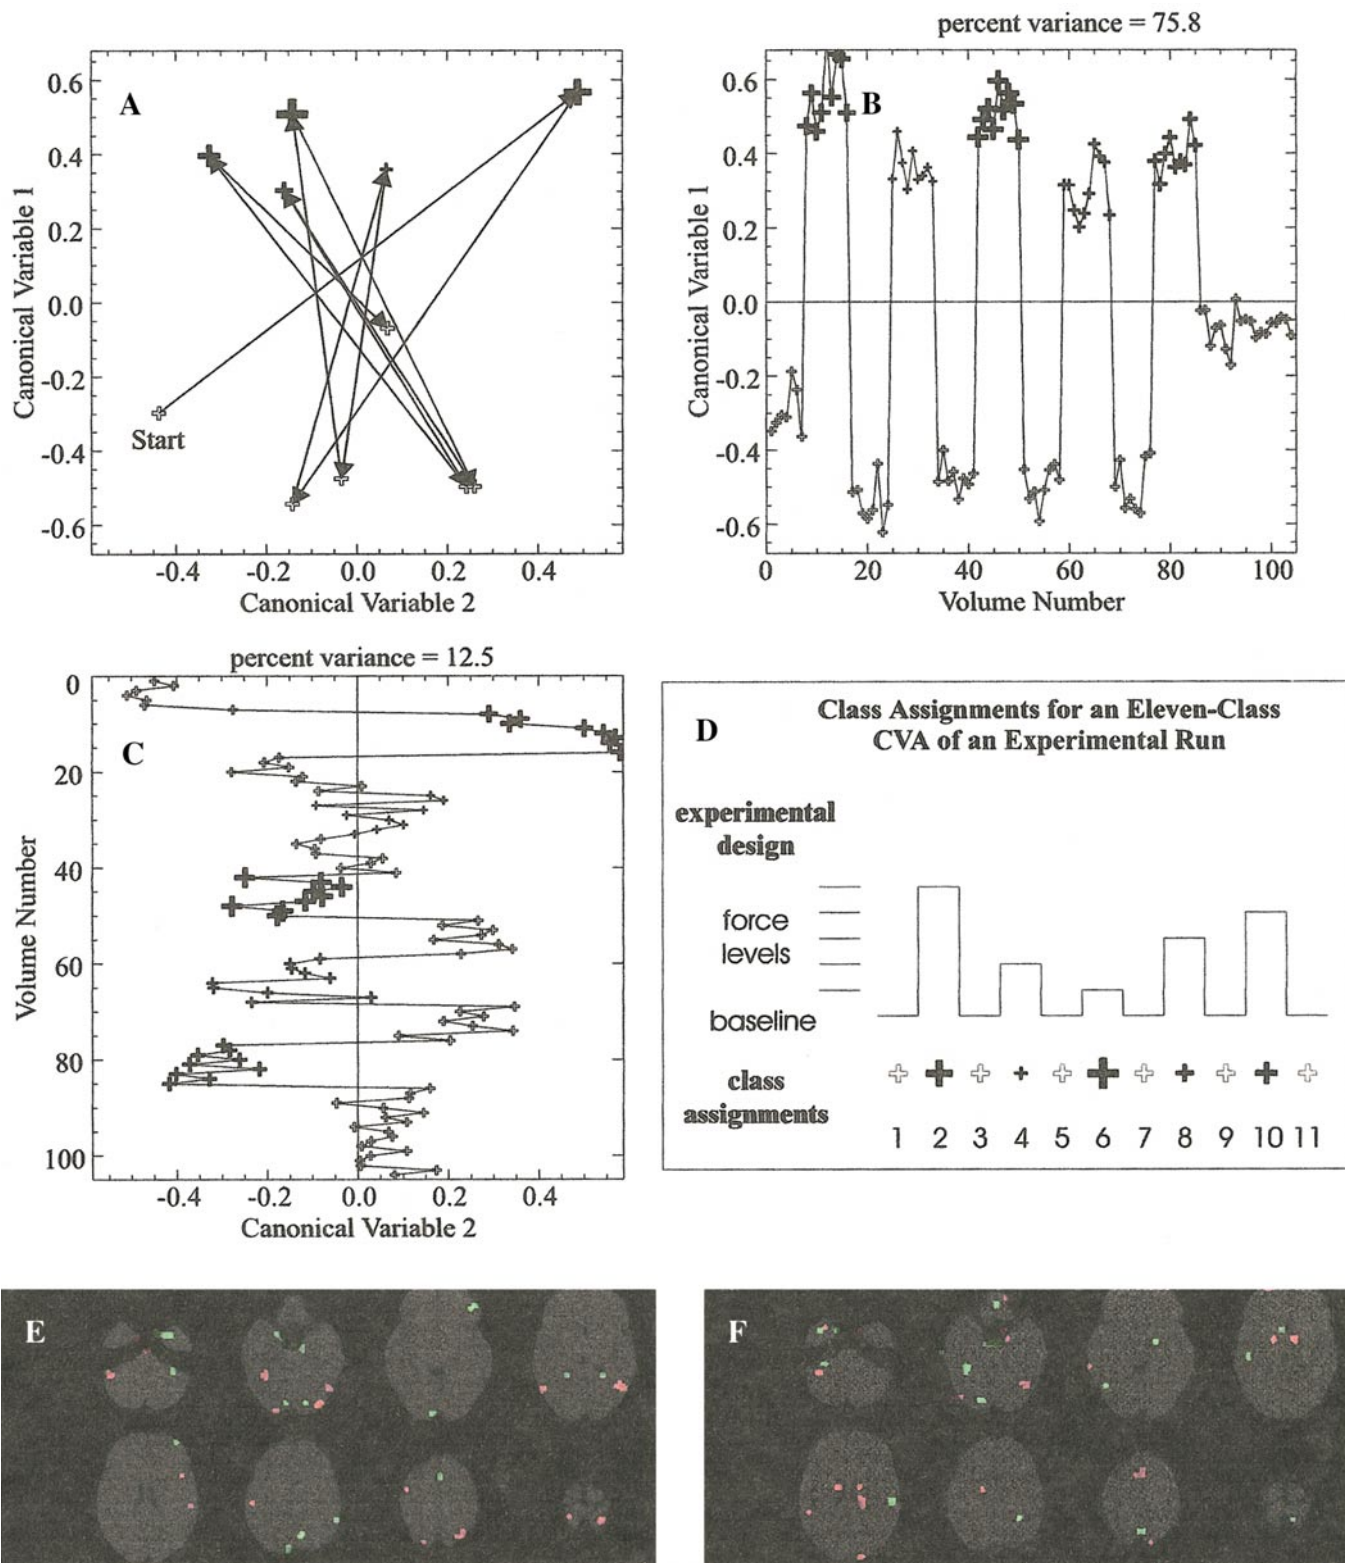 percent variance = 75.8
A
0.6
0.4
0.2
0.0
-0.2
-0.4
-0.6
Canonical Variable 1
Start
-0.4 -0.2 0.0 0.2 0.4
Canonical Variable 2
B
0.6
0.4
0.2
0.0
-0.2
-0.4
-0.6
Canonical Variable 1
0 20 40 60 80 100
Volume Number
percent variance = 12.5
C
0
20
40
60
80
100
Volume Number
-0.4 -0.2 0.0 0.2 0.4
Canonical Variable 2
D
Class Assignments for an Eleven-Class
CVA of an Experimental Run
experimental
design
force
levels
baseline
class
assignments
1 2 3 4 5 6 7 8 9 10 11
E
F